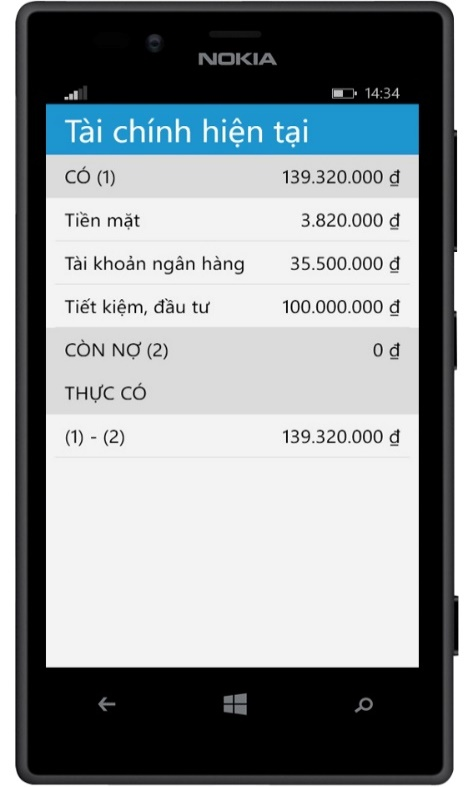 NOKIA
14:34
Tài chính hiện tại
CÓ (1) 139.320.000 ₫
Tiền mặt 3.820.000 ₫
Tài khoản ngân hàng 35.500.000 ₫
Tiết kiệm, đầu tư 100.000.000 ₫
CÒN NỢ (2) 0 ₫
THỰC CÓ
(1) - (2) 139.320.000 ₫